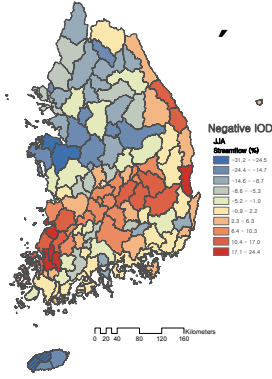 Negative IOD
JJA
Streamflow (%)
-31.2 - -24.5
-24.4 - -14.7
-14.6 - -8.7
-8.6 - -5.3
-5.2 - -1.0
-0.9 - 2.2
2.3 - 6.3
6.4 - 10.3
10.4 - 17.0
17.1 - 24.4
Kilometers
0 20 40 80 120 160